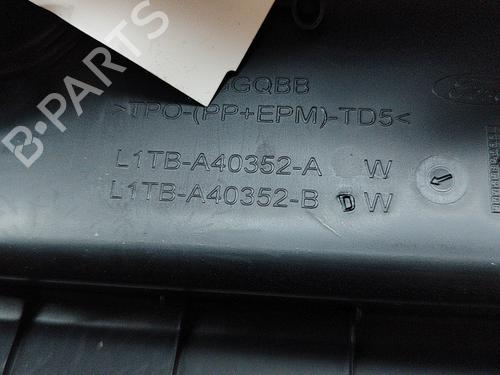 GQBB
>TPO-(PP+EPM)-TD5<
L1TB-A40352-A W
L1TB-A40352-B D W
B-PARTS